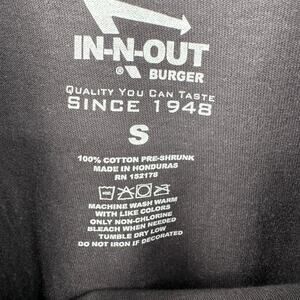 IN-N-OUT
® BURGER
QUALITY YOU CAN TASTE
SINCE 1948
S
100% COTTON PRE-SHRUNK
MADE IN HONDURAS
RN 152178
MACHINE WASH WARM
WITH LIKE COLORS
ONLY NON-CHLORINE
BLEACH WHEN NEEDED
TUMBLE DRY LOW
DO NOT IRON IF DECORATED